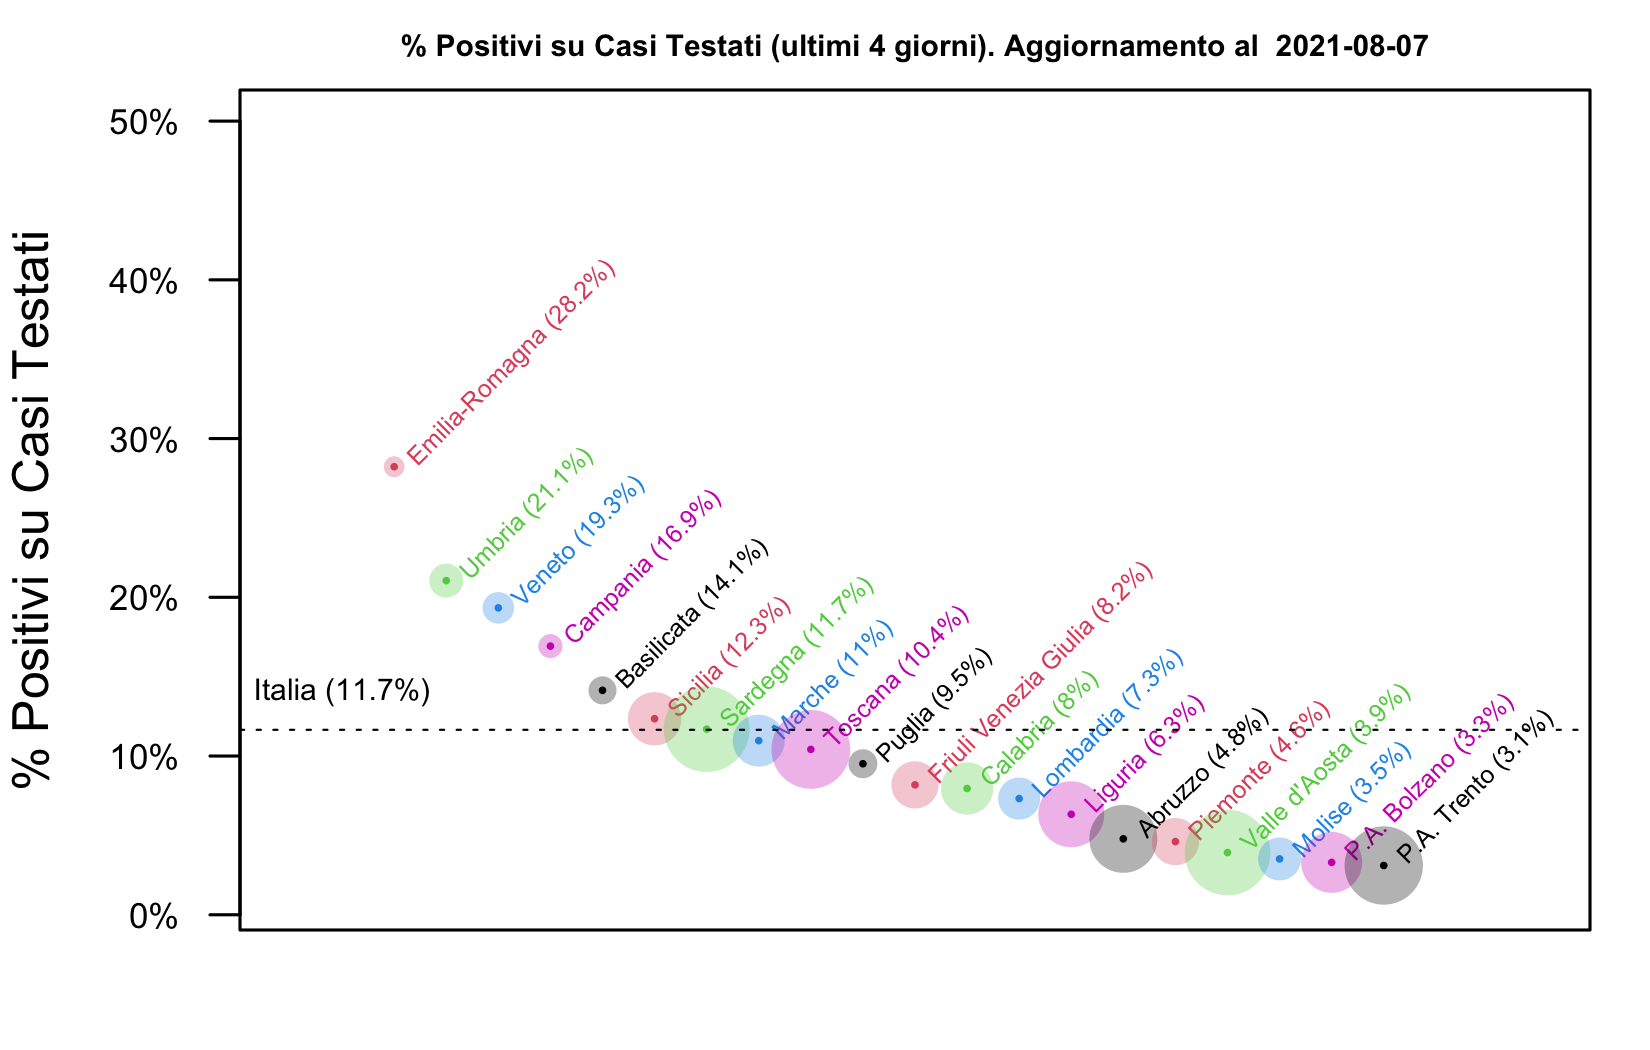 % Positivi su Casi Testati (ultimi 4 giorni). Aggiornamento al  2021-08-07
% Positivi su Casi Testati
50%
40%
30%
20%
10%
0%
Italia (11.7%)
Emilia-Romagna (28.2%)
Umbria (21.1%)
Veneto (19.3%)
Campania (16.9%)
Basilicata (14.1%)
Sicilia (12.3%)
Sardegna (11.7%)
Marche (11%)
Toscana (10.4%)
Puglia (9.5%)
Friuli Venezia Giulia (8.2%)
Calabria (8%)
Lombardia (7.3%)
Liguria (6.3%)
Abruzzo (4.8%)
Piemonte (4.6%)
Valle d'Aosta (3.9%)
Molise (3.5%)
P.A. Bolzano (3.3%)
P.A. Trento (3.1%)